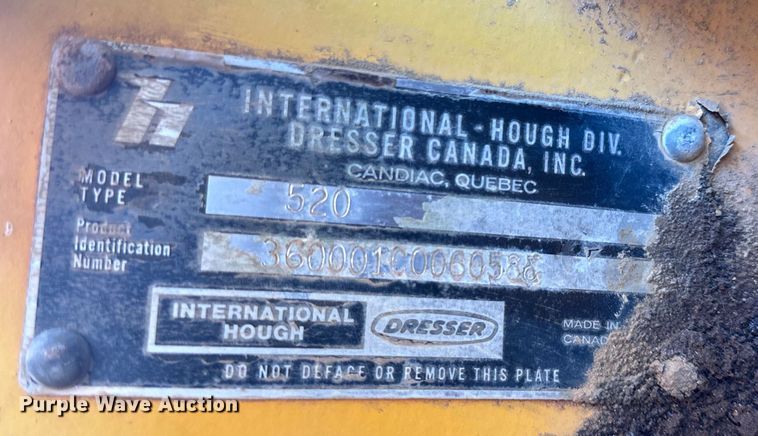 INTERNATIONAL-HOUGH DIV.
DRESSER CANADA, INC.
CANDIAC, QUEBEC
MODEL
TYPE
520
Product
Identification
Number
INTERNATIONAL
HOUGH
DRESSER
MADE IN
CANADA
DO NOT DEFACE OR REMOVE THIS PLATE
Purple Wave Auction